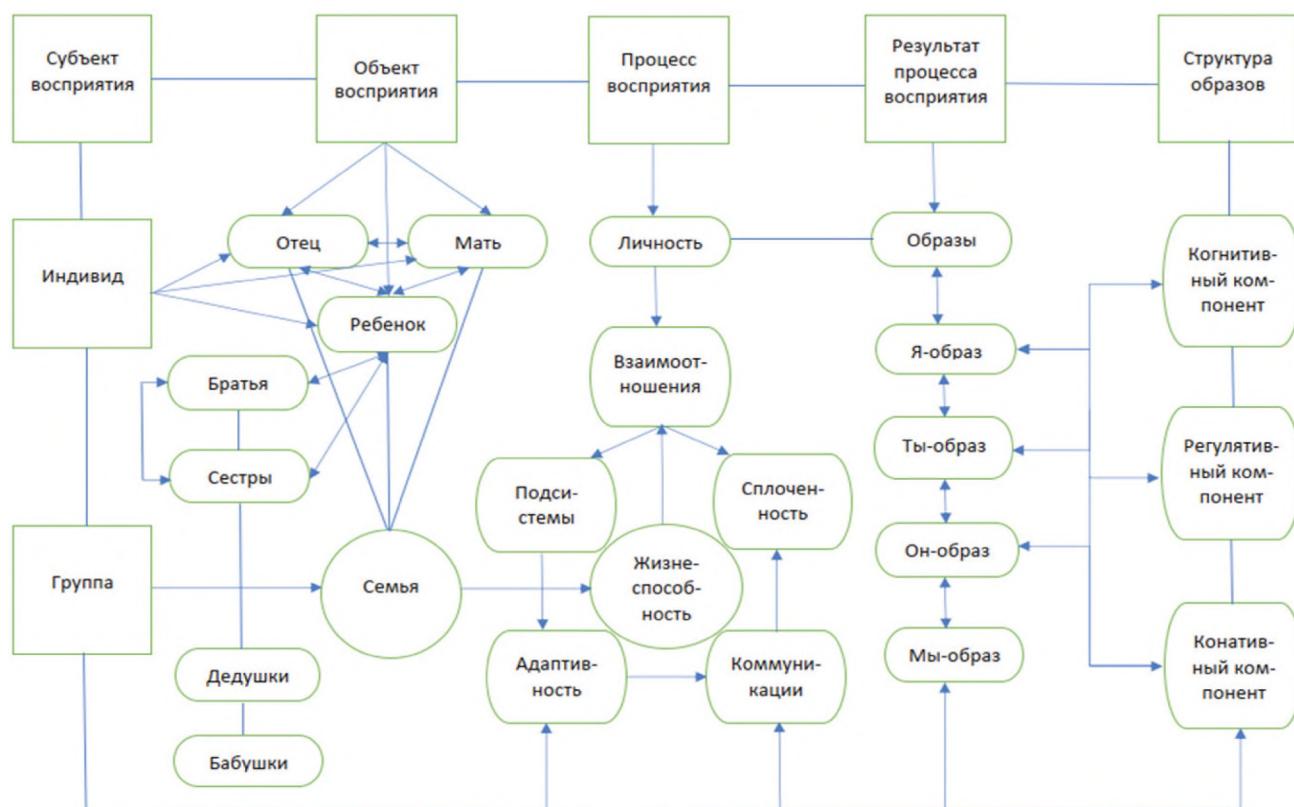 Субъект
восприятия
Объект
восприятия
Процесс
восприятия
Результат
процесса
восприятия
Структура
образов
Индивид
Отец
Мать
Личность
Образы
Когнитив-
ный ком-
понент
Ребенок
Я-образ
Братья
Взаимоот-
ношения
Сестры
Ты-образ
Регулятив-
ный ком-
понент
Подси-
стемы
Сплочен-
ность
Он-образ
Группа
Семья
Жизне-
способ-
ность
Дедушки
Адаптив-
ность
Коммуни-
кации
Мы-образ
Конативный
ком-
понент
Бабушки